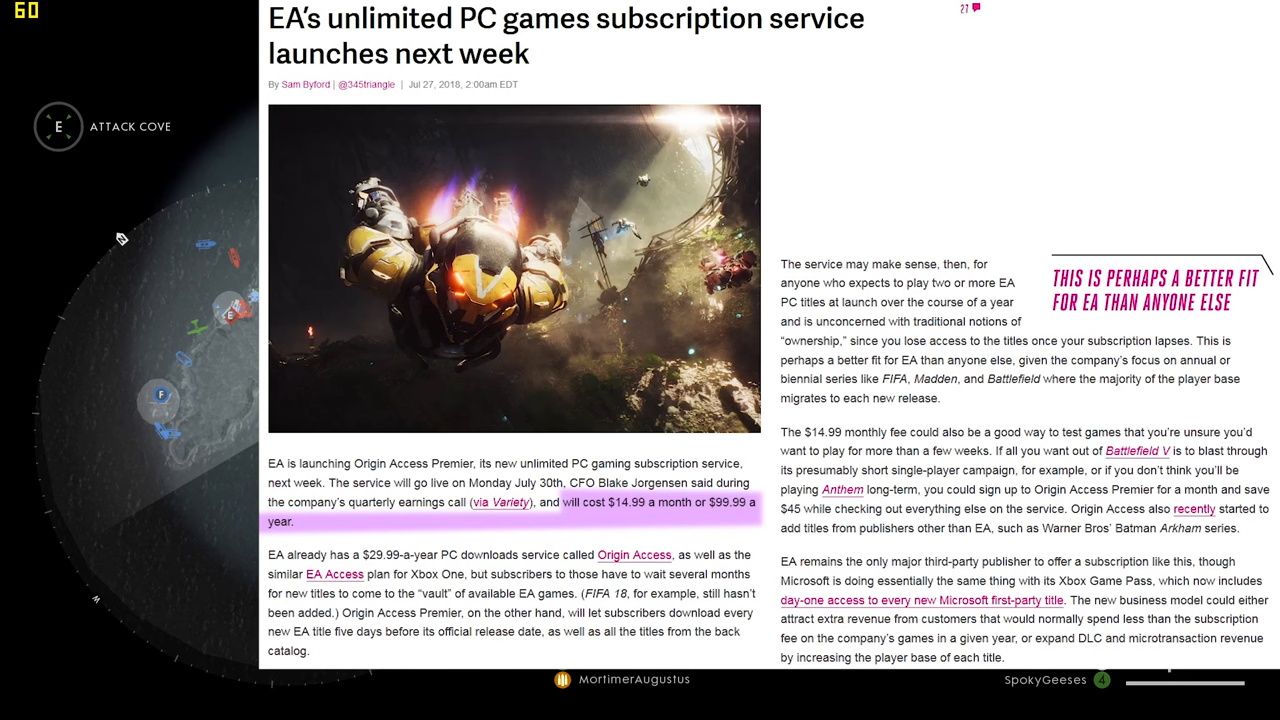 60
EA's unlimited PC games subscription service
launches next week
27
By Sam Byford | @345triangle | Jul 27, 2018, 2:00am EDT
E ATTACK COVE
N
E
F
W
EA is launching Origin Access Premier, its new unlimited PC gaming subscription service,
next week. The service will go live on Monday July 30th, CFO Blake Jorgensen said during
the company's quarterly earnings call (via Variety), and will cost $14.99 a month or $99.99 a
year.
EA already has a $29.99-a-year PC downloads service called Origin Access, as well as the
similar EA Access plan for Xbox One, but subscribers to those have to wait several months
for new titles to come to the “vault” of available EA games. (FIFA 18, for example, still hasn't
been added.) Origin Access Premier, on the other hand, will let subscribers download every
new EA title five days before its official release date, as well as all the titles from the back
catalog.
The service may make sense, then, for
anyone who expects to play two or more EA
PC titles at launch over the course of a year
and is unconcerned with traditional notions of
“ownership,” since you lose access to the titles once your subscription lapses. This is
perhaps a better fit for EA than anyone else, given the company's focus on annual or
biennial series like FIFA, Madden, and Battlefield where the majority of the player base
migrates to each new release.
THIS IS PERHAPS A BETTER FIT
FOR EA THAN ANYONE ELSE
The $14.99 monthly fee could also be a good way to test games that you're unsure you'd
want to play for more than a few weeks. If all you want out of Battlefield V is to blast through
its presumably short single-player campaign, for example, or if you don't think you'll be
playing Anthem long-term, you could sign up to Origin Access Premier for a month and save
$45 while checking out everything else on the service. Origin Access also recently started to
add titles from publishers other than EA, such as Warner Bros' Batman Arkham series.
EA remains the only major third-party publisher to offer a subscription like this, though
Microsoft is doing essentially the same thing with its Xbox Game Pass, which now includes
day-one access to every new Microsoft first-party title. The new business model could either
attract extra revenue from customers that would normally spend less than the subscription
fee on the company's games in a given year, or expand DLC and microtransaction revenue
by increasing the player base of each title.
MortimerAugustus
SpokyGeeses 4